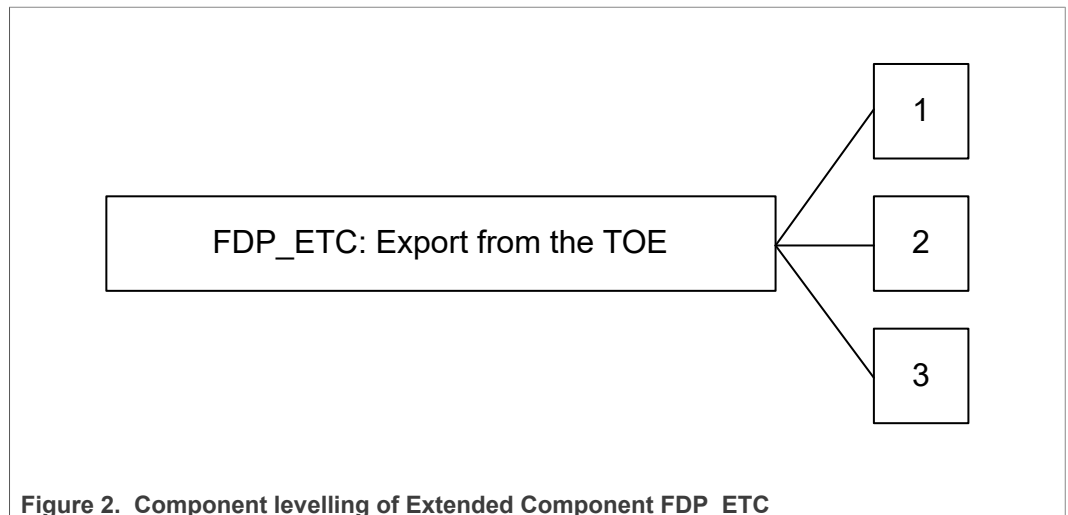 1
FDP_ETC: Export from the TOE
2
3
Figure 2. Component levelling of Extended Component FDP_ETC